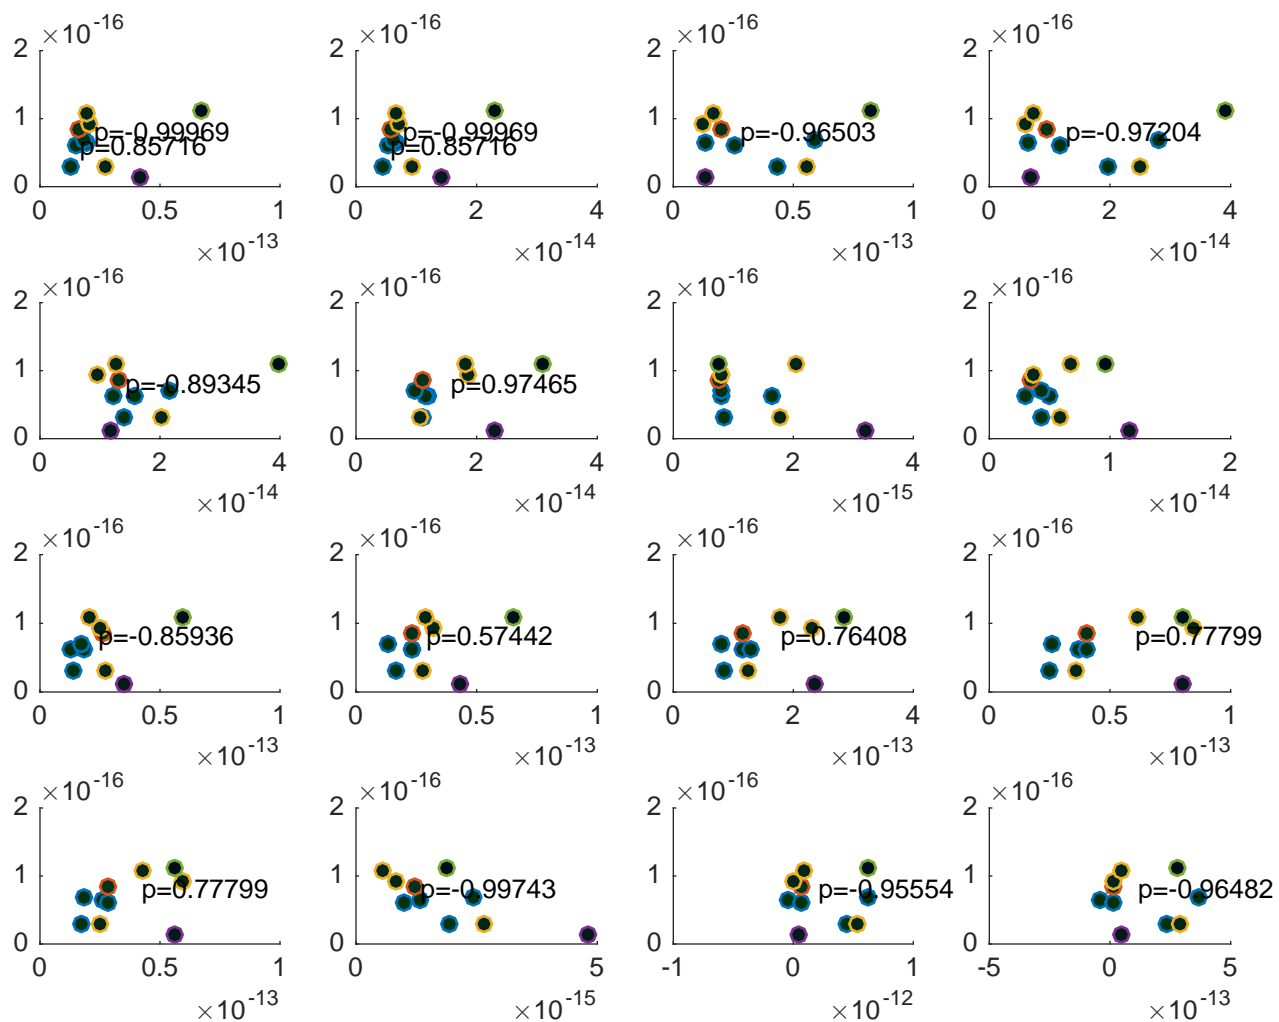 ×10-16 ×10-16 ×10-16 ×10-16
2 2 2 2
1 1 1 1
p=-0.99969 p=-0.99969 p=-0.96503 p=-0.97204
p=0.85716 p=0.85716
0 0 0 0
0 0.5 1 0 2 4 0 0.5 1 0 2 4
×10-13 ×10-14 ×10-13 ×10-14
×10-16 ×10-16 ×10-16 ×10-16
2 2 2 2
1 1 1 1
p=-0.89345 p=0.97465
0 0 0 0
0 2 4 0 2 4 0 2 4 0 1 2
×10-14 ×10-14 ×10-15 ×10-14
×10-16 ×10-16 ×10-16 ×10-16
2 2 2 2
1 1 1 1
p=-0.85936 p=0.57442 p=0.76408 p=0.77799
0 0 0 0
0 0.5 1 0 0.5 1 0 2 4 0 0.5 1
×10-13 ×10-13 ×10-13 ×10-13
×10-16 ×10-16 ×10-16 ×10-16
2 2 2 2
1 1 1 1
p=0.77799 p=-0.99743 p=-0.95554 p=-0.96482
0 0 0 0
0 0.5 1 0 5 -1 0 1 -5 0 5
×10-13 ×10-15 ×10-12 ×10-13